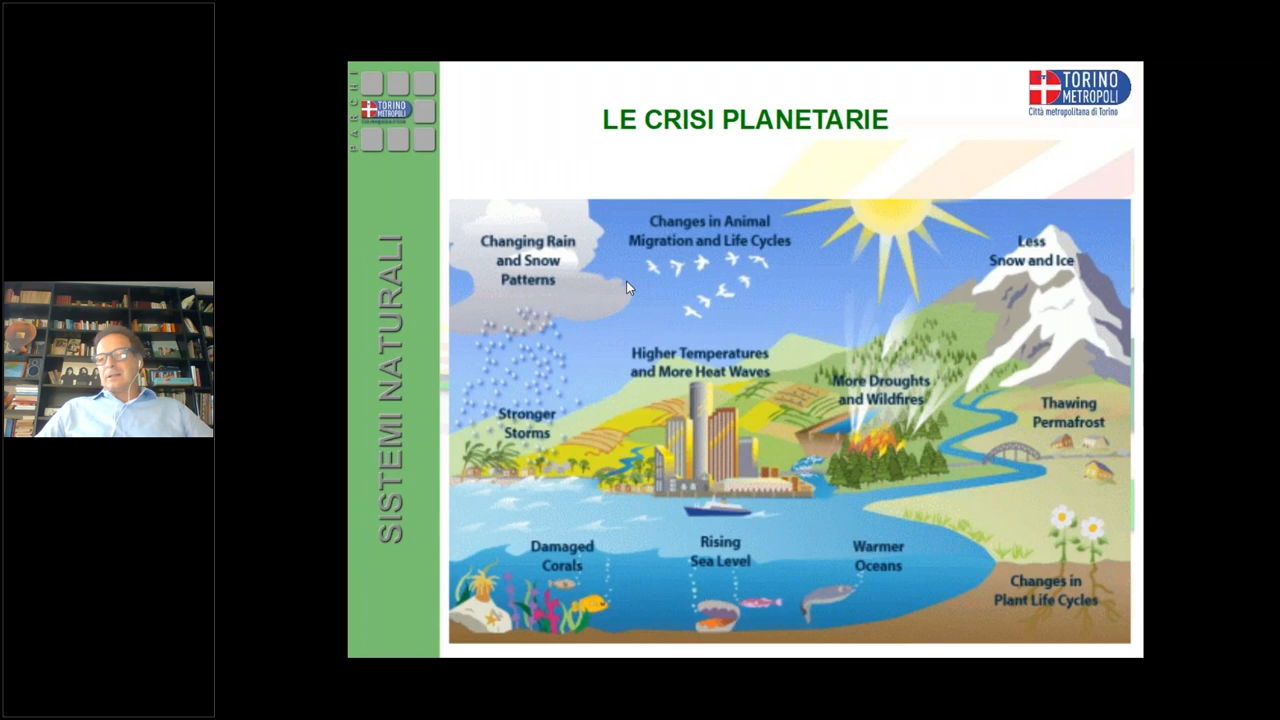 PARCHI
TORINO
METROPOLI
TORINO
METROPOLI
Città metropolitana di Torino
LE CRISI PLANETARIE
SISTEMI NATURALI
Changing Rain
and Snow
Patterns
Changes in Animal
Migration and Life Cycles
Less
Snow and Ice
Higher Temperatures
and More Heat Waves
More Droughts
and Wildfires
Stronger
Storms
Thawing
Permafrost
Damaged
Corals
Rising
Sea Level
Warmer
Oceans
Changes in
Plant Life Cycles